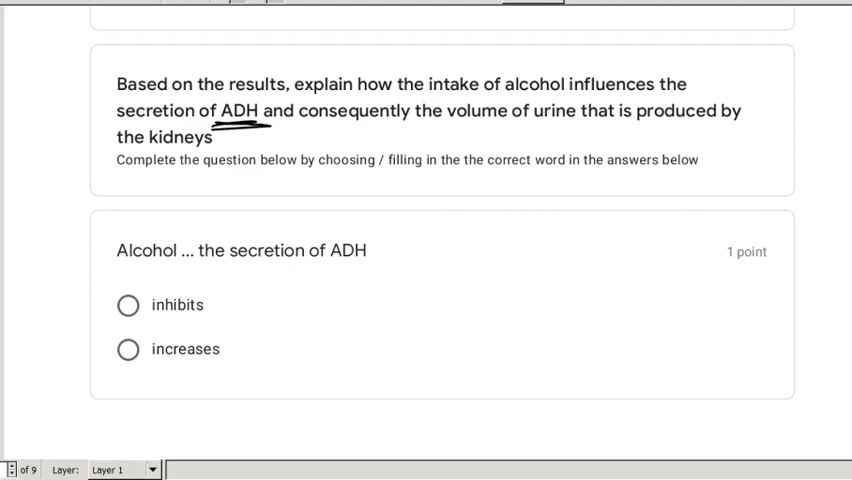 Based on the results, explain how the intake of alcohol influences the
secretion of ADH and consequently the volume of urine that is produced by
the kidneys
Complete the question below by choosing / filling in the the correct word in the answers below
Alcohol ... the secretion of ADH
1 point
inhibits
increases
of 9 Layer: Layer 1